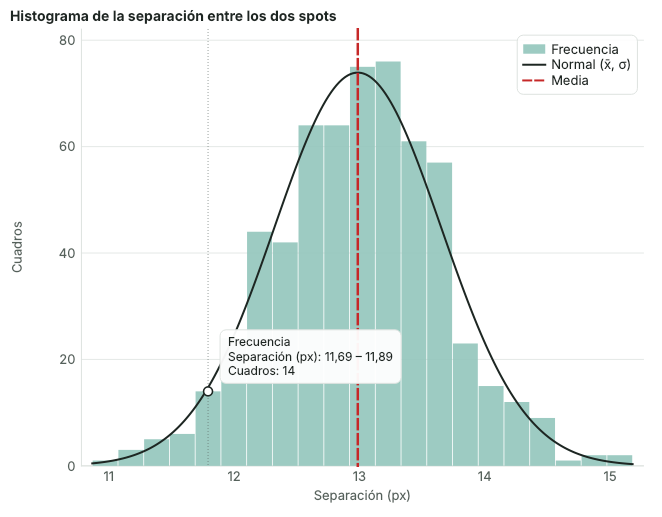 Histograma de la separación entre los dos spots
Frecuencia
Normal (x̄, σ)
Media
80
60
40
20
0
Cuadros
Frecuencia
Separación (px): 11,69 – 11,89
Cuadros: 14
11 12 13 14 15
Separación (px)